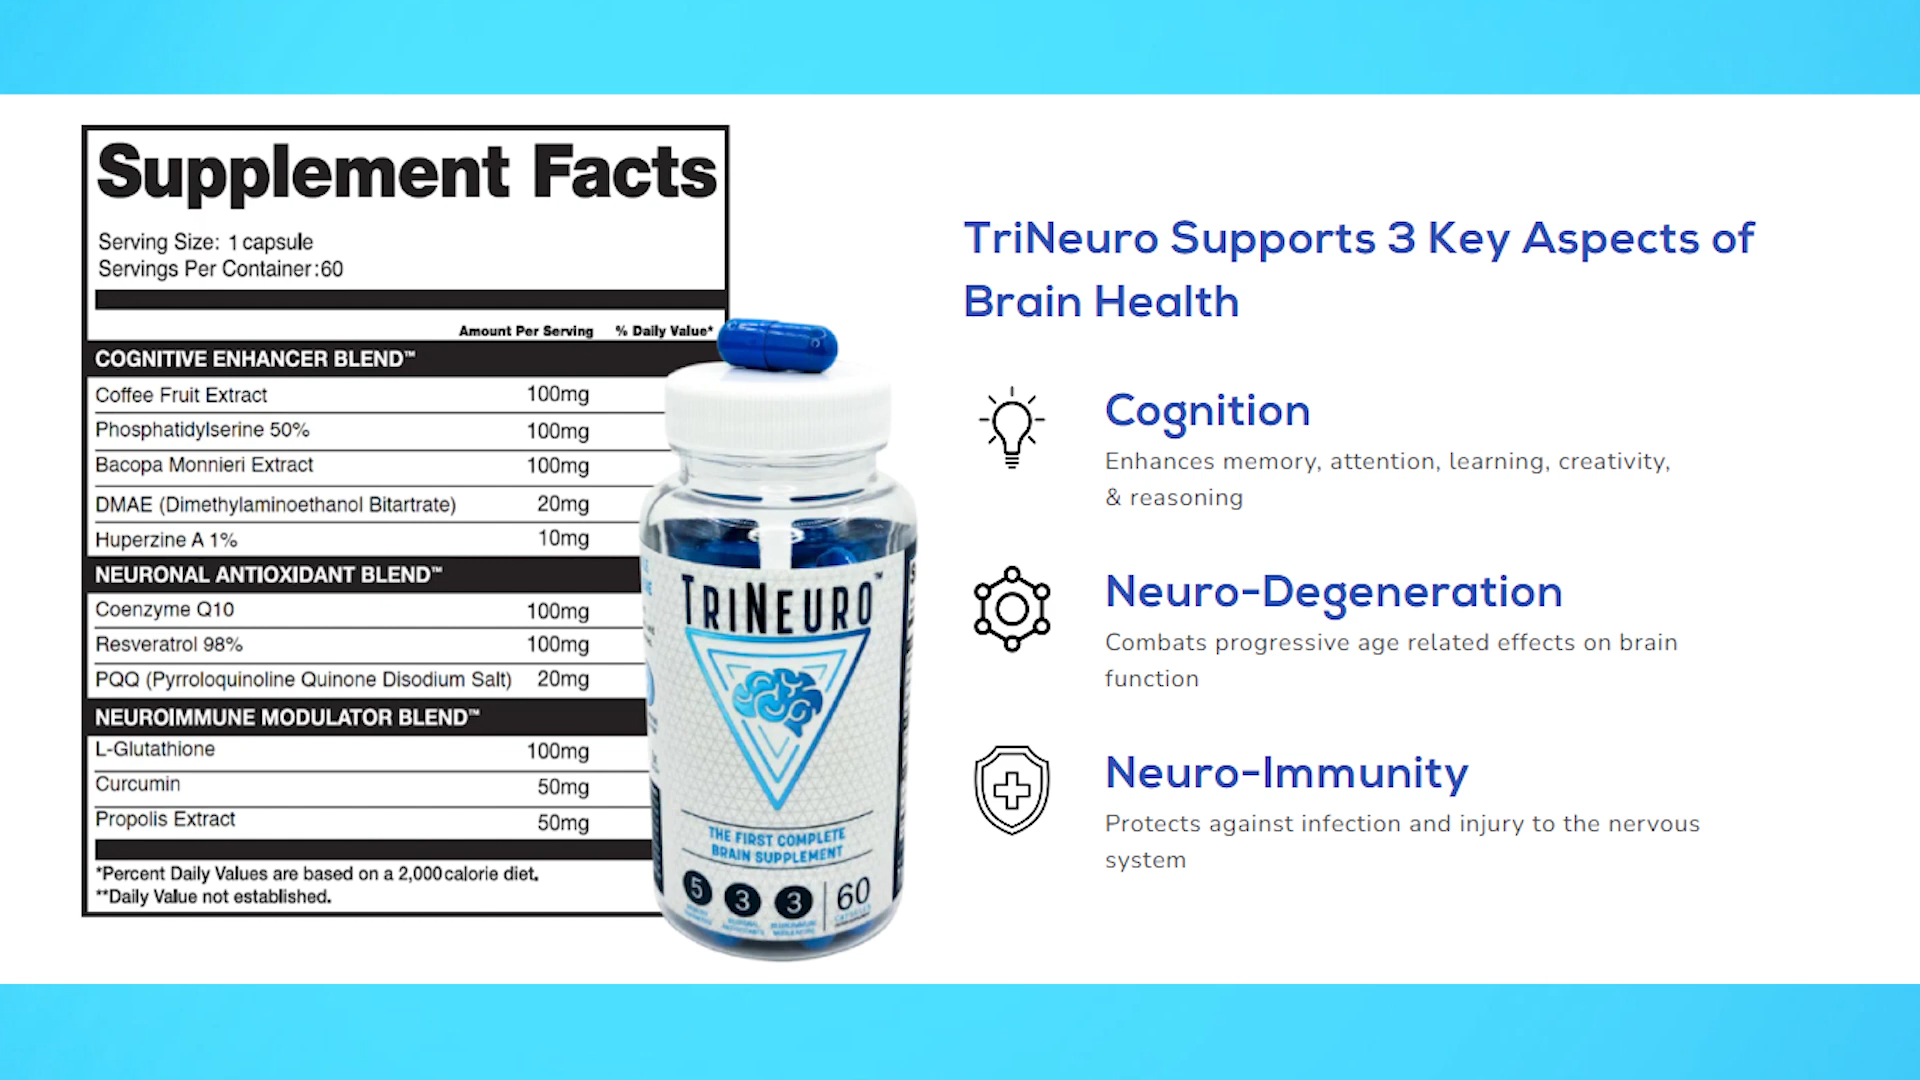 Supplement Facts
Serving Size: 1 capsule
Servings Per Container:60
Amount Per Serving % Daily Value*
COGNITIVE ENHANCER BLEND™
Coffee Fruit Extract 100mg
Phosphatidylserine 50% 100mg
Bacopa Monnieri Extract 100mg
DMAE (Dimethylaminoethanol Bitartrate) 20mg
Huperzine A 1% 10mg
NEURONAL ANTIOXIDANT BLEND™
Coenzyme Q10 100mg
Resveratrol 98% 100mg
PQQ (Pyrroloquinoline Quinone Disodium Salt) 20mg
NEUROIMMUNE MODULATOR BLEND™
L-Glutathione 100mg
Curcumin 50mg
Propolis Extract 50mg
*Percent Daily Values are based on a 2,000 calorie diet.
**Daily Value not established.
TRINEURO™
THE FIRST COMPLETE
BRAIN SUPPLEMENT
5 3 3 60
TriNeuro Supports 3 Key Aspects of
Brain Health
Cognition
Enhances memory, attention, learning, creativity,
& reasoning
Neuro-Degeneration
Combats progressive age related effects on brain
function
Neuro-Immunity
Protects against infection and injury to the nervous
system